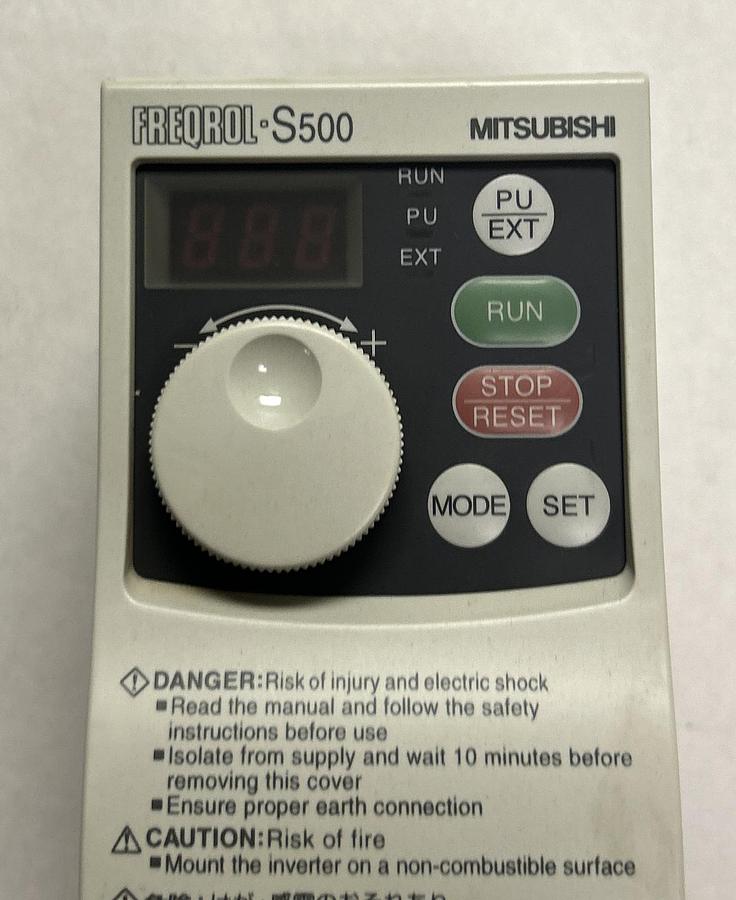 FREQROL-S500 MITSUBISHI
RUN
PU
EXT
PU
EXT
RUN
− +
STOP
RESET
MODE SET
DANGER:Risk of injury and electric shock
■Read the manual and follow the safety
instructions before use
■Isolate from supply and wait 10 minutes before
removing this cover
■Ensure proper earth connection
CAUTION:Risk of fire
■Mount the inverter on a non-combustible surface